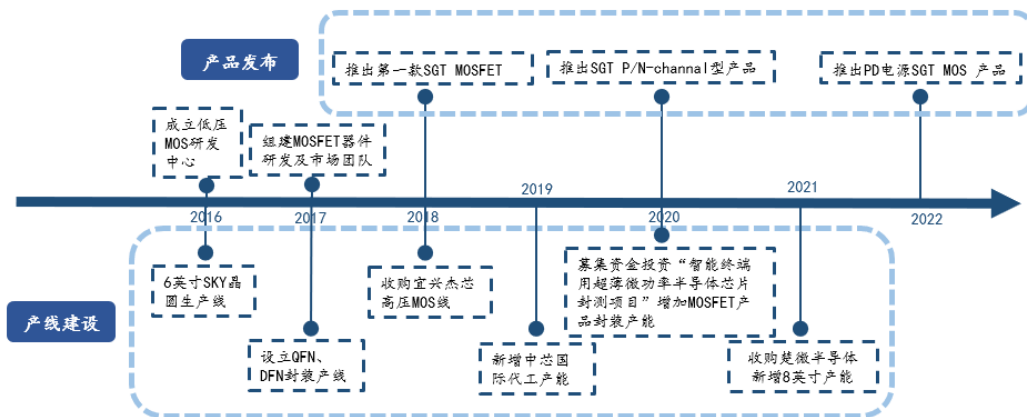 产品发布
推出第一款SGT MOSFET
推出SGT P/N-channal型产品
推出PD电源SGT MOS 产品
成立低压
MOS研发
中心
组建MOSFET器件
研发及市场团队
2016
2017
2018
2019
2020
2021
2022
产线建设
6英寸SKY晶
圆生产线
设立QFN、
DFN封装产线
收购宜兴杰芯
高压MOS线
新增中芯国
际代工产能
募集资金投资“智能终端
用超薄微功率半导体芯片
封测项目”增加MOSFET产
品封装产能
收购楚微半导体
新增8英寸产能